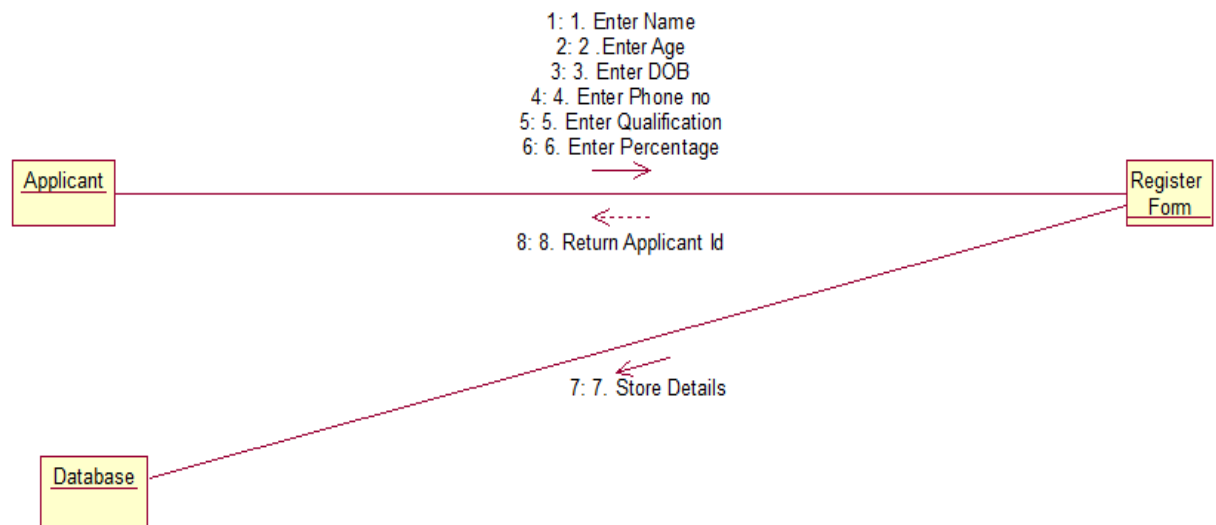 1: 1. Enter Name
2: 2 .Enter Age
3: 3. Enter DOB
4: 4. Enter Phone no
5: 5. Enter Qualification
6: 6. Enter Percentage
Applicant
Register
Form
8: 8. Return Applicant Id
7: 7. Store Details
Database